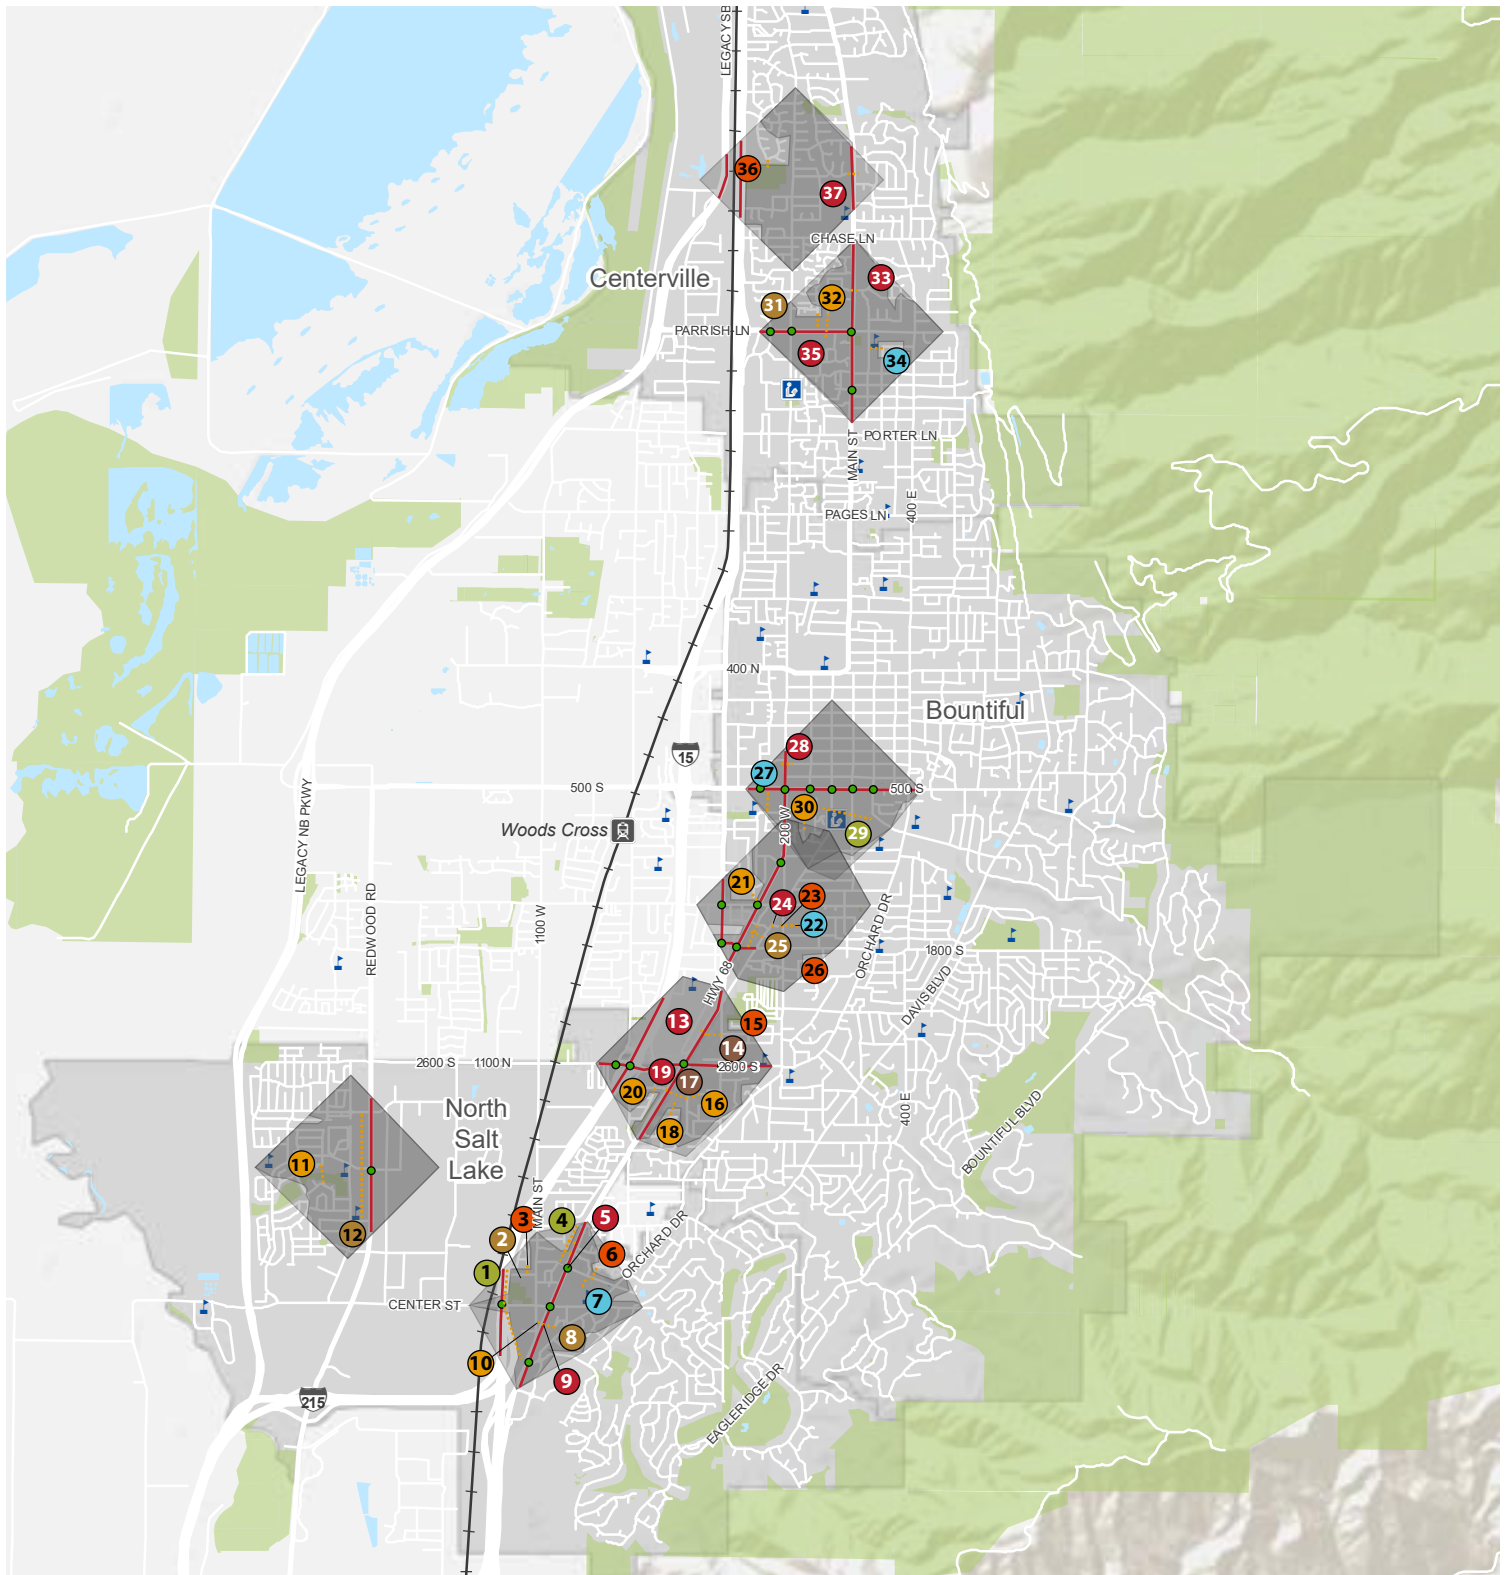 LEGACY SB
36
37
CHASE LN
Centerville
33
31
32
PARRISH LN
35
34
MAIN ST
PORTER LN
400 E
PAGES LN
400 N
Bountiful
15
28
27
500 S
500 S
30
200 W
29
Woods Cross
LEGACY NB PKWY
REDWOOD RD
1100 W
21
24
23
22
25
26
ORCHARD DR
1800 S
HWY 68
DAVIS BLVD
13
15
14
2600 S
1100 N
19
2600 S
17
20
16
18
400 E
BOUNTIFUL BLVD
North
Salt
Lake
11
12
MAIN ST
3
4
5
2
6
ORCHARD DR
1
7
CENTER ST
8
10
9
215
EAGLERIDGE DR